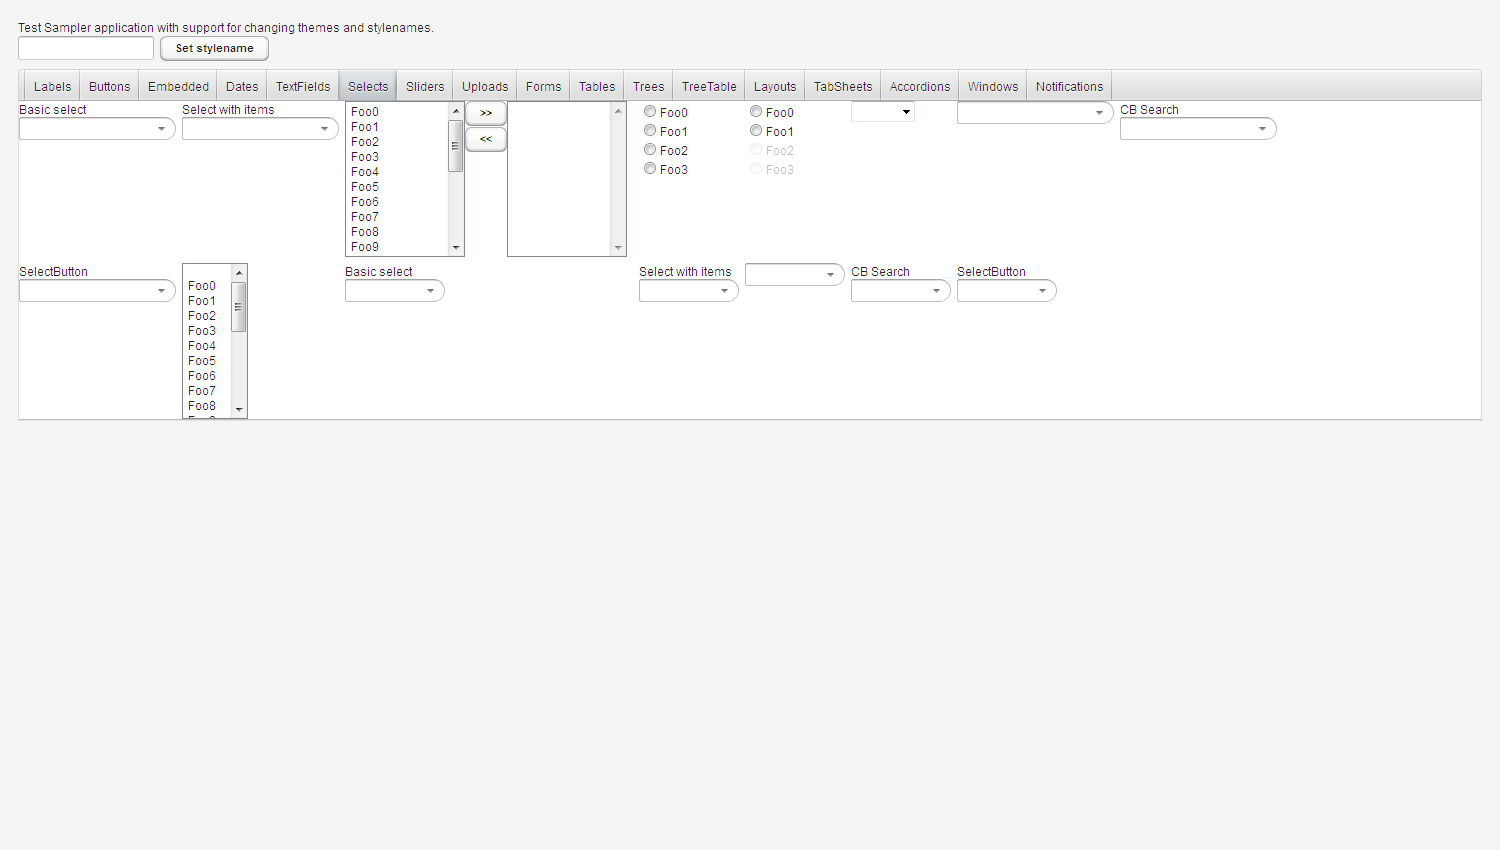 Test Sampler application with support for changing themes and stylenames.
Set stylename
Labels Buttons Embedded Dates TextFields Selects Sliders Uploads Forms Tables Trees TreeTable Layouts TabSheets Accordions Windows Notifications
Basic select
Select with items
Foo0
Foo1
Foo2
Foo3
Foo4
Foo5
Foo6
Foo7
Foo8
Foo9
>>
<<
Foo0
Foo1
Foo2
Foo3
Foo0
Foo1
Foo2
Foo3
CB Search
SelectButton
Foo0
Foo1
Foo2
Foo3
Foo4
Foo5
Foo6
Foo7
Foo8
Basic select
Select with items
CB Search
SelectButton